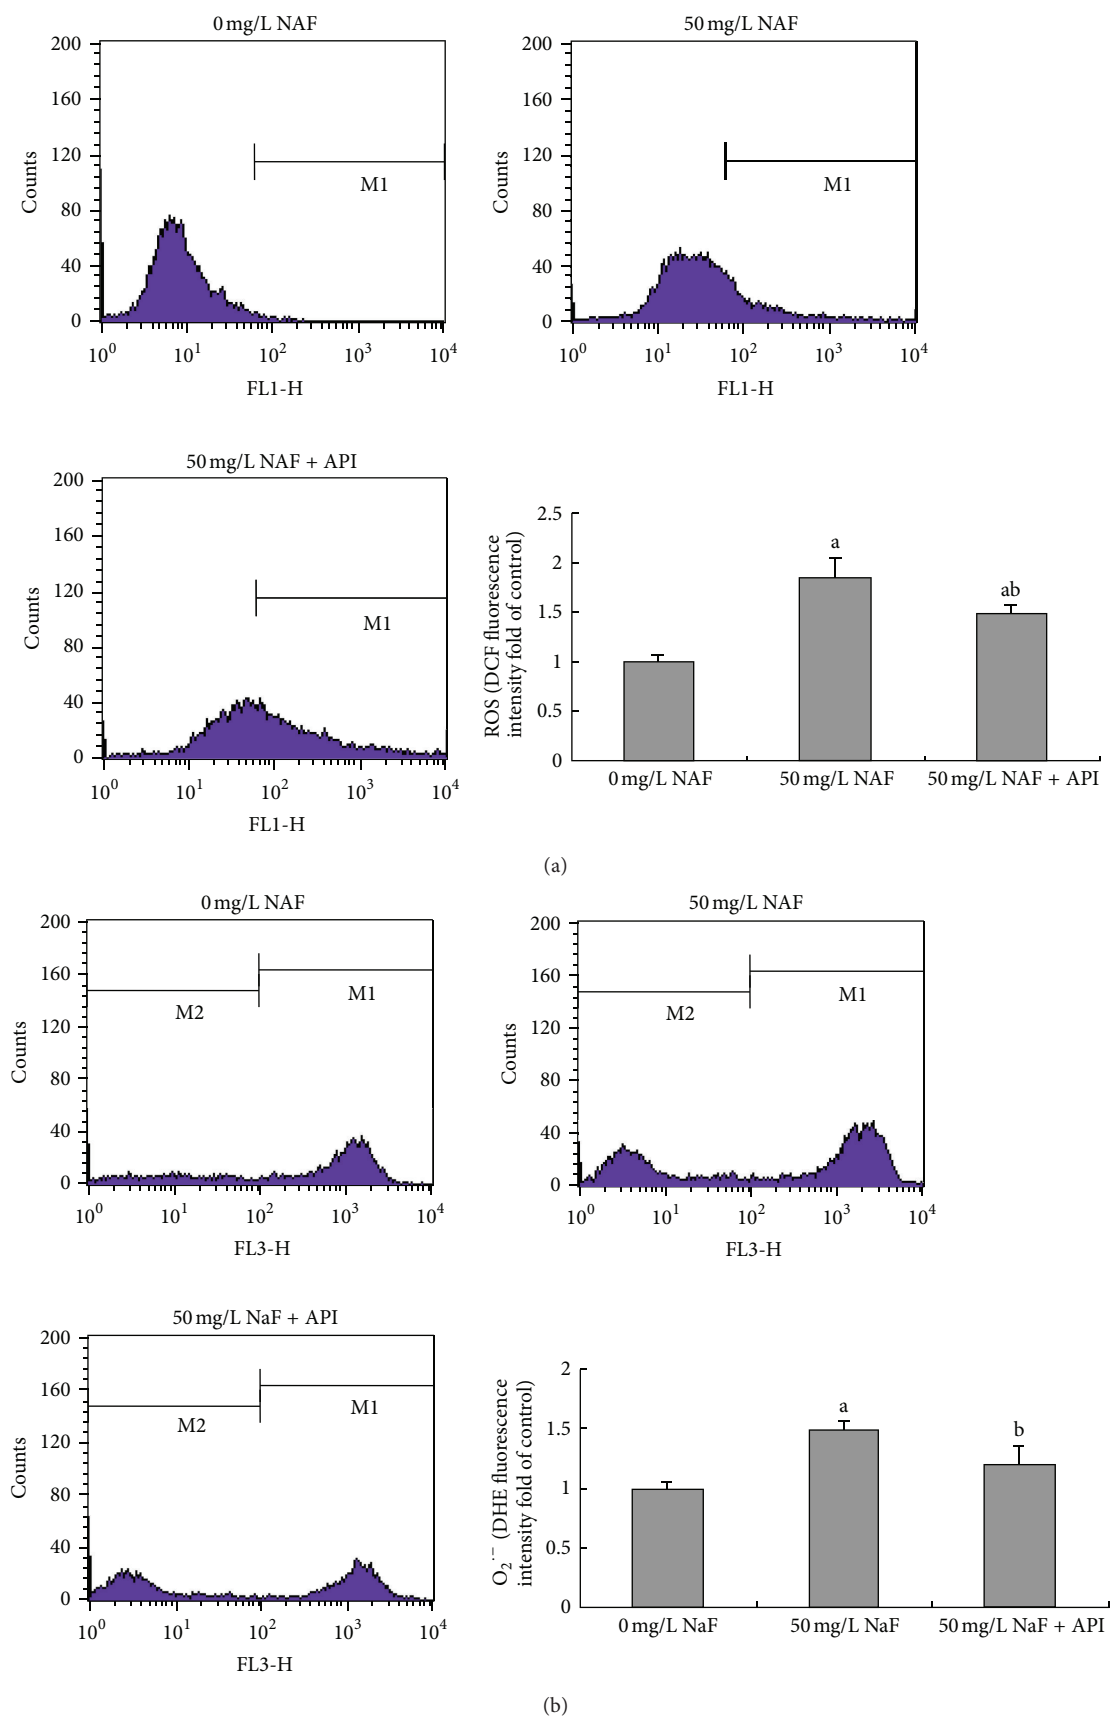 0 mg/L NAF
200
160
120
80
40
0
Counts
M1
10^0 10^1 10^2 10^3 10^4
FL1-H
50 mg/L NAF
200
160
120
80
40
0
Counts
M1
10^0 10^1 10^2 10^3 10^4
FL1-H
50 mg/L NAF + API
200
160
120
80
40
0
Counts
M1
10^0 10^1 10^2 10^3 10^4
FL1-H
ROS (DCF fluorescence
intensity fold of control)
2.5
2
1.5
1
0.5
0
a
ab
0 mg/L NAF 50 mg/L NAF 50 mg/L NAF + API
(a)
0 mg/L NAF
200
160
120
80
40
0
Counts
M2
M1
10^0 10^1 10^2 10^3 10^4
FL3-H
50 mg/L NAF
200
160
120
80
40
0
Counts
M2
M1
10^0 10^1 10^2 10^3 10^4
FL3-H
50 mg/L NaF + API
200
160
120
80
40
0
Counts
M2
M1
10^0 10^1 10^2 10^3 10^4
FL3-H
O₂·⁻ (DHE fluorescence
intensity fold of control)
2
1.5
1
0.5
0
a
b
0 mg/L NaF 50 mg/L NaF 50 mg/L NaF + API
(b)